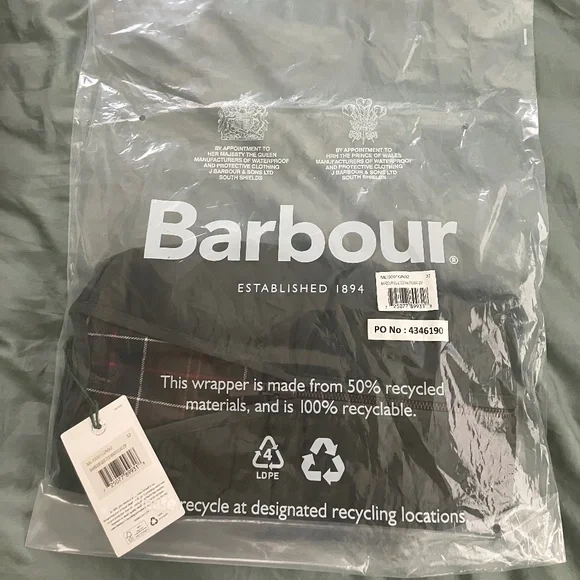 BY APPOINTMENT TO
HER MAJESTY THE QUEEN
MANUFACTURERS OF WATERPROOF
AND PROTECTIVE CLOTHING
J BARBOUR & SONS LTD
SOUTH SHIELDS
BY APPOINTMENT TO
HRH THE PRINCE OF WALES
MANUFACTURERS OF WATERPROOF
AND PROTECTIVE CLOTHING
J BARBOUR & SONS LTD
SOUTH SHIELDS
Barbour®
ESTABLISHED 1894
37
PO No : 4346190
This wrapper is made from 50% recycled
materials, and is 100% recyclable.
4
LDPE
recycle at designated recycling locations